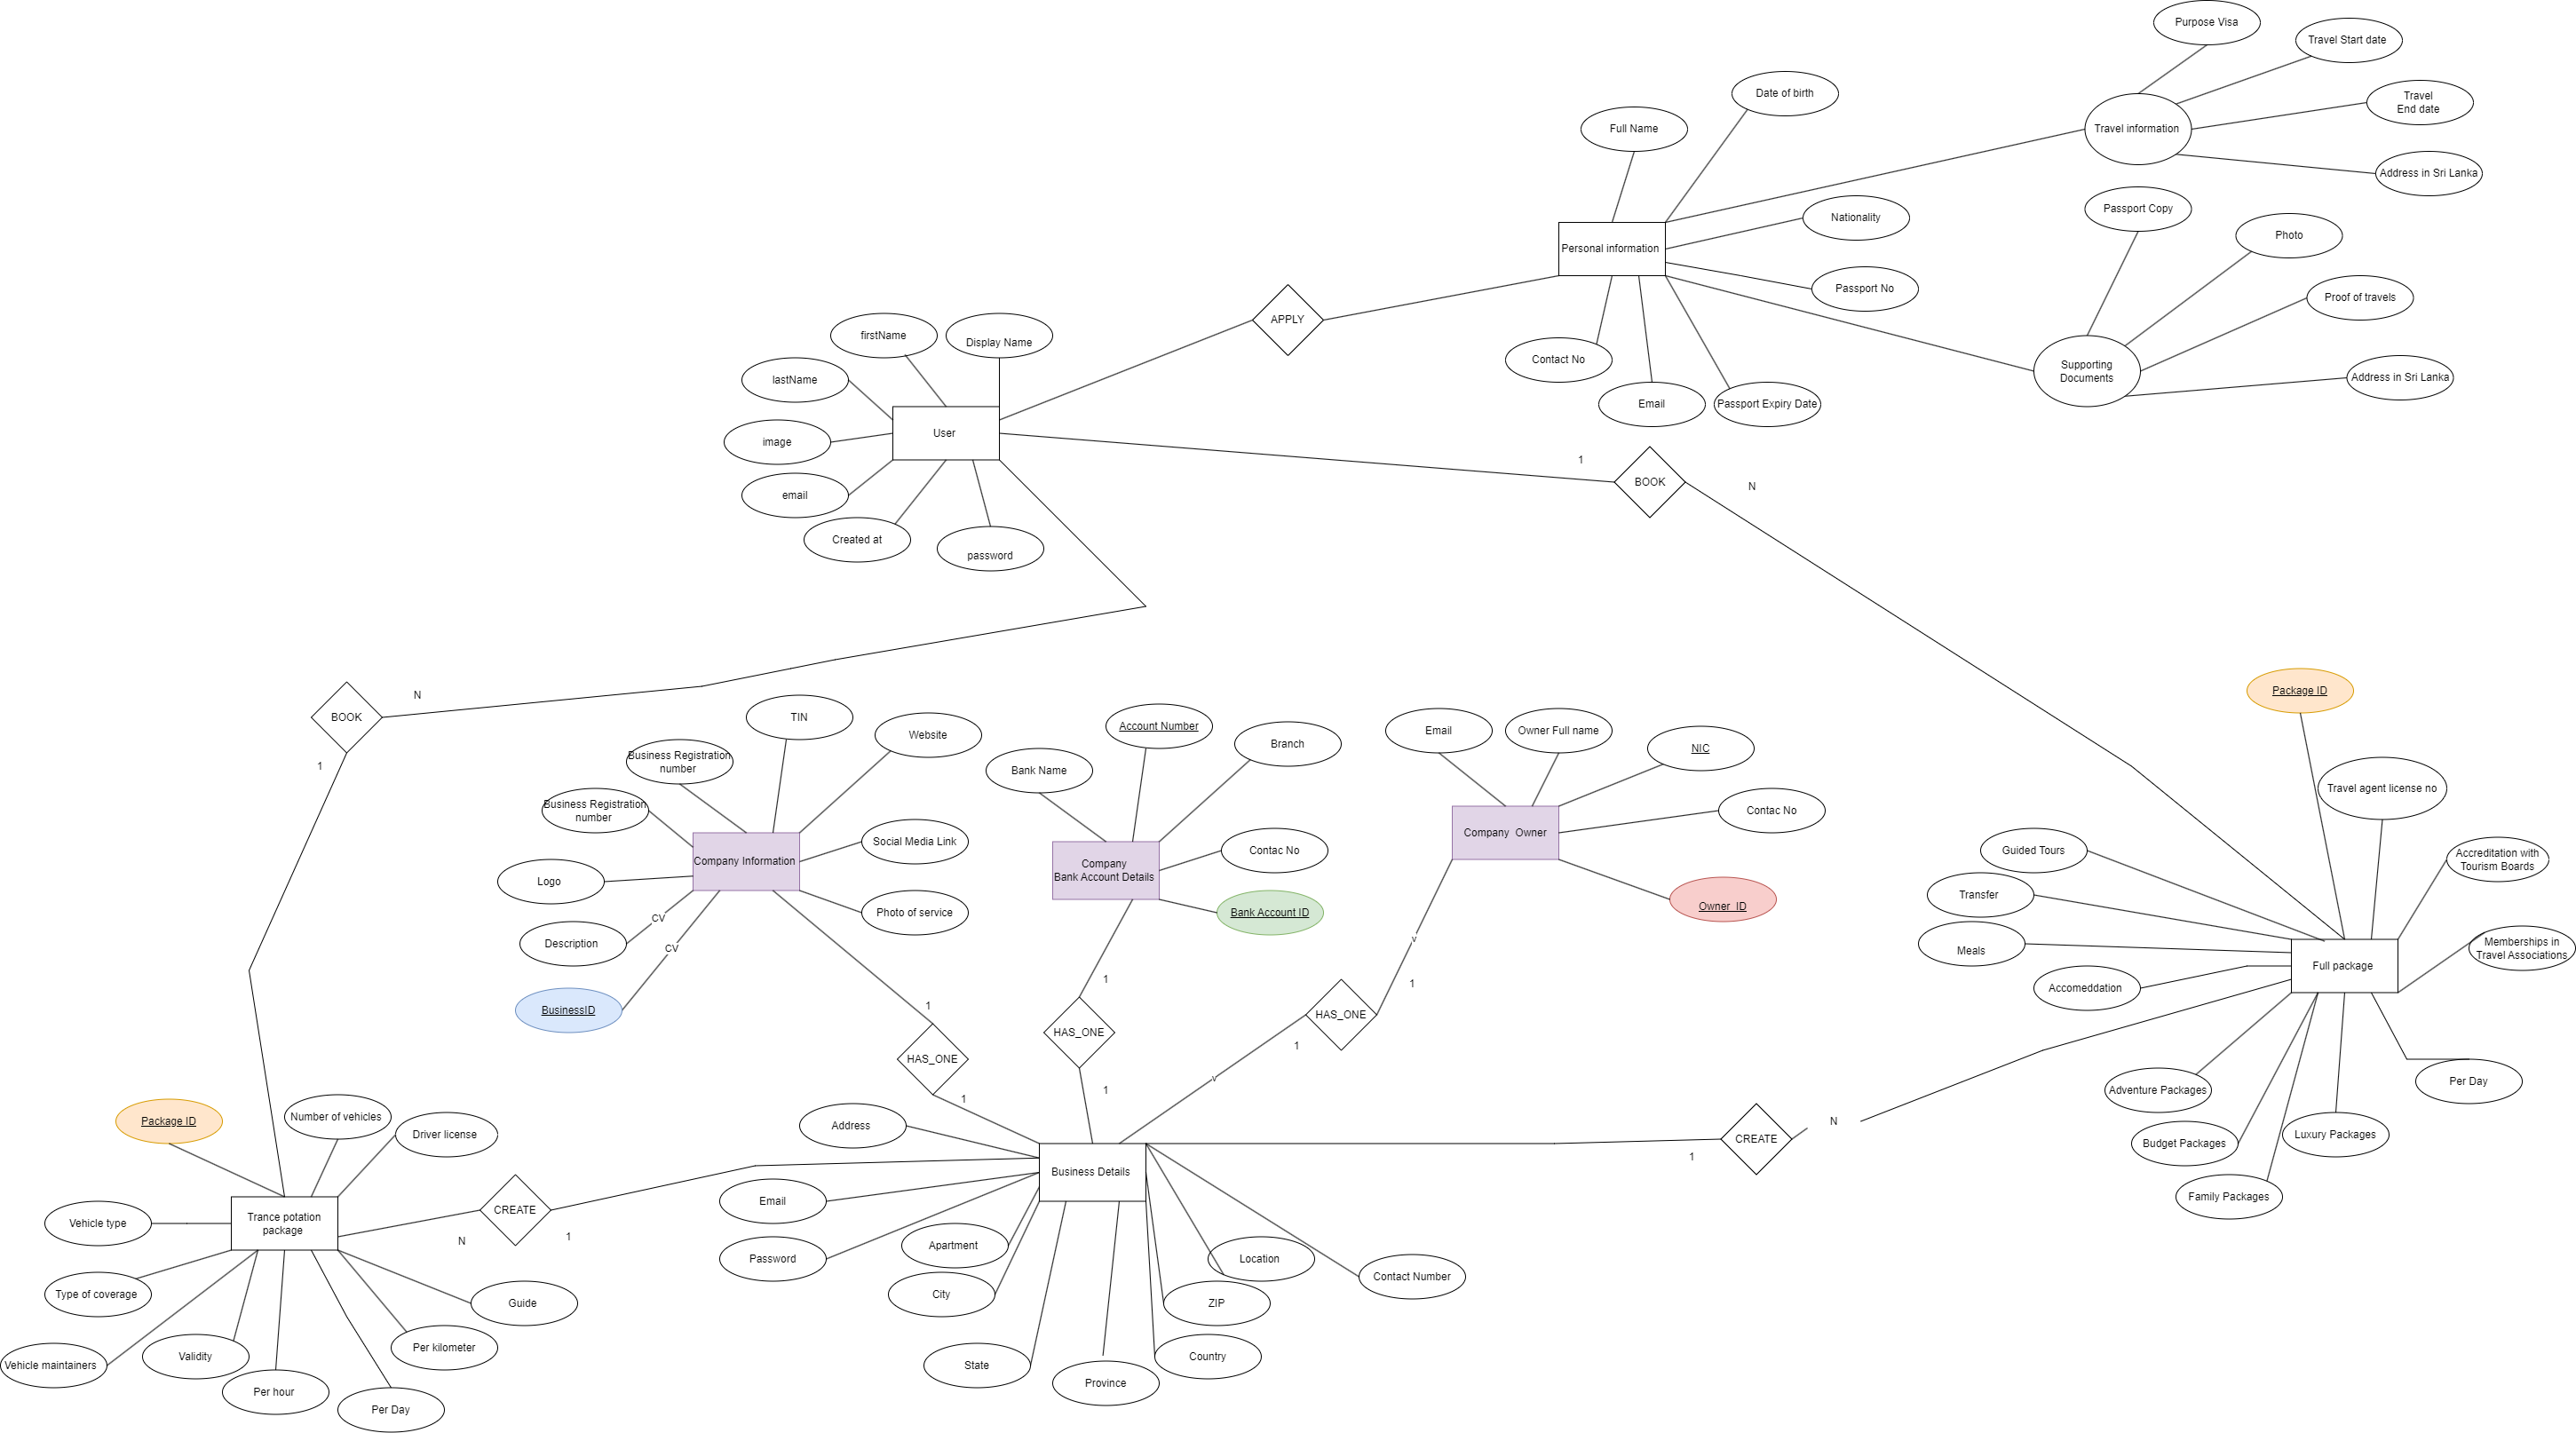 Purpose Visa
Travel Start date
Travel
End date
Travel information
Address in Sri Lanka
Date of birth
Full Name
Nationality
Personal information
Passport No
Contact No
Email
Passport Expiry Date
Passport Copy
Photo
Proof of travels
Supporting
Documents
Address in Sri Lanka
APPLY
firstName
Display Name
lastName
User
image
email
Created at
password
1
BOOK
N
BOOK
N
1
TIN
Website
Business Registration
number
Business Registration
number
Company Information
Social Media Link
Logo
Photo of service
CV
Description
CV
BusinessID
Account Number
Branch
Bank Name
Company
Bank Account Details
Contac No
Bank Account ID
Email
Owner Full name
NIC
Contac No
Company  Owner
Owner  ID
v
1
HAS_ONE
1
v
1
HAS_ONE
1
1
HAS_ONE
1
Package ID
Travel agent license no
Guided Tours
Accreditation with
Tourism Boards
Transfer
Meals
Memberships in
Travel Associations
Full package
Accomeddation
Adventure Packages
Per Day
Budget Packages
Luxury Packages
Family Packages
N
CREATE
1
Address
Business Details
Email
Password
Apartment
City
State
Province
Location
ZIP
Country
Contact Number
Package ID
Number of vehicles
Driver license
Trance potation
package
CREATE
N
1
Vehicle type
Type of coverage
Vehicle maintainers
Validity
Per hour
Per Day
Per kilometer
Guide